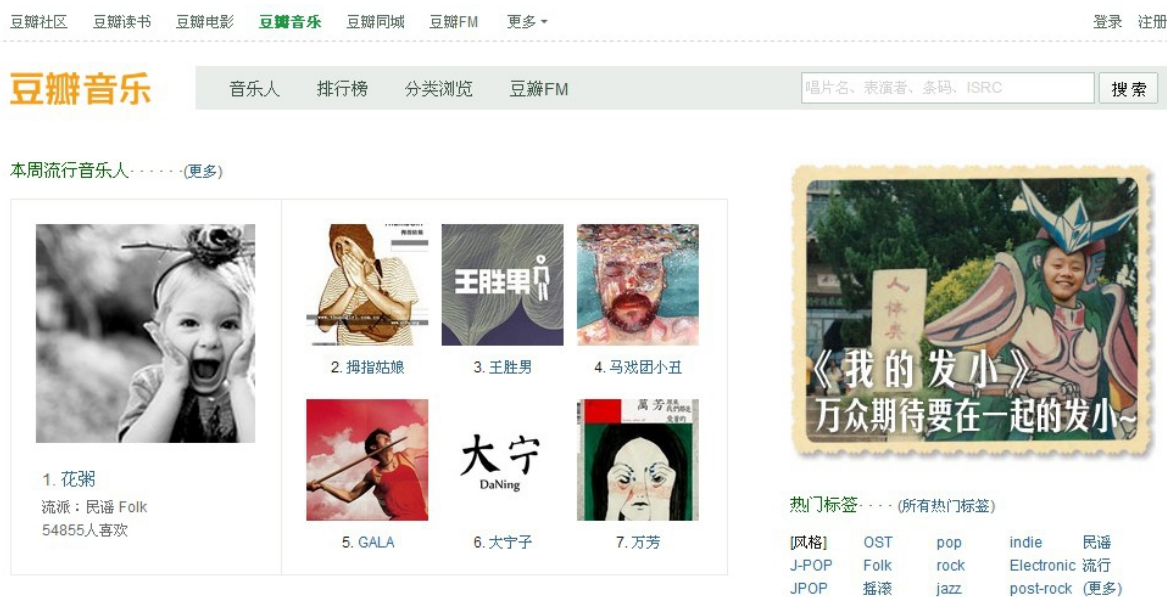 豆瓣社区 豆瓣读书 豆瓣电影 豆瓣音乐 豆瓣同城 豆瓣FM 更多
登录 注册
豆瓣音乐
音乐人 排行榜 分类浏览 豆瓣FM
唱片名、表演者、条码、ISRC
搜索
本周流行音乐人······(更多)
王胜男
2. 拇指姑娘 3. 王胜男 4. 马戏团小丑
1. 花粥
流派：民谣 Folk
54855人喜欢
大宁
DaNing
萬芳
5. GALA 6. 大宁子 7. 万芳
《我的发小》
万众期待要在一起的发小~
热门标签····(所有热门标签)
[风格] OST pop indie 民谣
J-POP Folk rock Electronic 流行
JPOP 摇滚 jazz post-rock (更多)